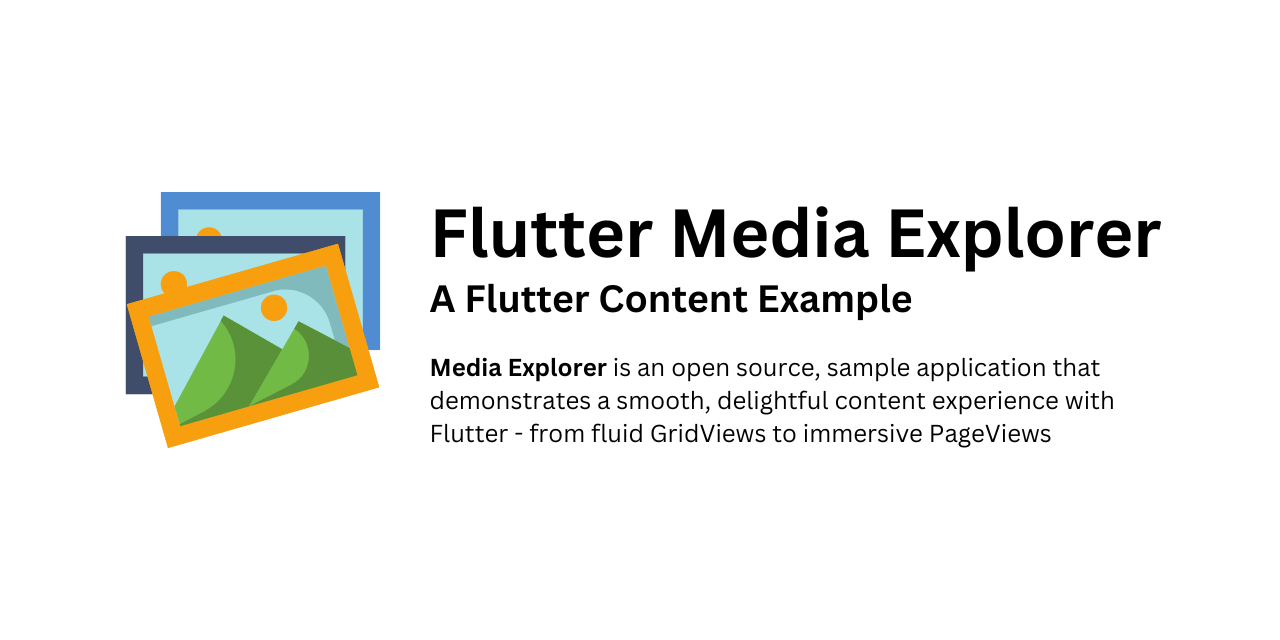 Flutter Media Explorer
A Flutter Content Example
Media Explorer is an open source, sample application that
demonstrates a smooth, delightful content experience with
Flutter - from fluid GridViews to immersive PageViews